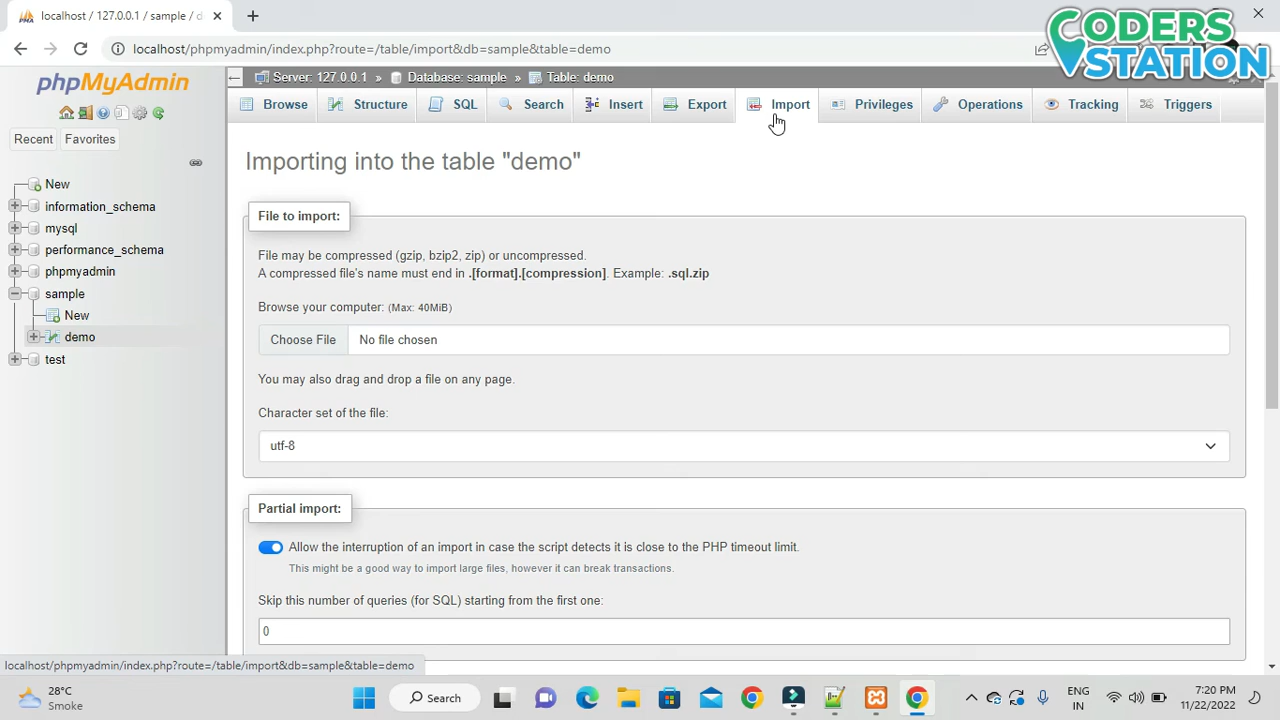 localhost / 127.0.0.1 / sample / d
localhost/phpmyadmin/index.php?route=/table/import&db=sample&table=demo
CODERS
STATION
phpMyAdmin
Server: 127.0.0.1 » Database: sample » Table: demo
Browse Structure SQL Search Insert Export Import Privileges Operations Tracking Triggers
Recent Favorites
New
information_schema
mysql
performance_schema
phpmyadmin
sample
New
demo
test
Importing into the table "demo"
File to import:
File may be compressed (gzip, bzip2, zip) or uncompressed.
A compressed file's name must end in .[format].[compression]. Example: .sql.zip
Browse your computer: (Max: 40MiB)
Choose File No file chosen
You may also drag and drop a file on any page.
Character set of the file:
utf-8
Partial import:
Allow the interruption of an import in case the script detects it is close to the PHP timeout limit.
This might be a good way to import large files, however it can break transactions.
Skip this number of queries (for SQL) starting from the first one:
0
localhost/phpmyadmin/index.php?route=/table/import&db=sample&table=demo
28°C
Smoke
Search
ENG
IN
7:20 PM
11/22/2022